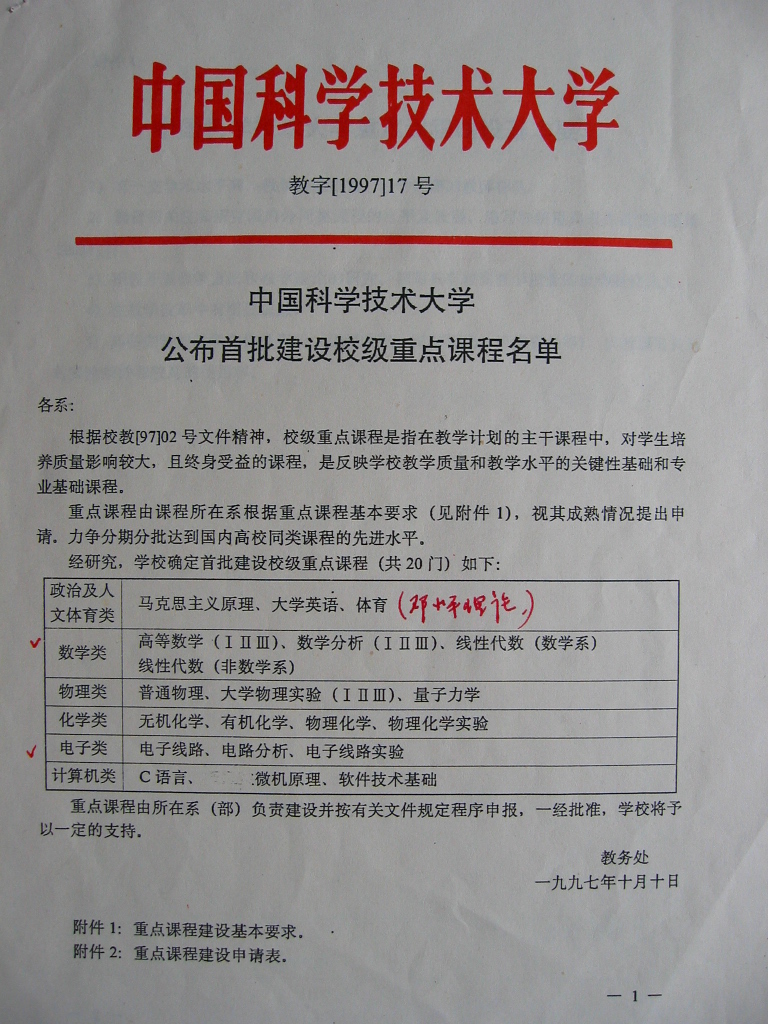 中国科学技术大学
教字[1997]17 号
中国科学技术大学
公布首批建设校级重点课程名单
各系：
根据校教[97]02 号文件精神，校级重点课程是指在教学计划的主干课程中，对学生培
养质量影响较大，且终身受益的课程，是反映学校教学质量和教学水平的关键性基础和专
业基础课程。
重点课程由课程所在系根据重点课程基本要求（见附件 1），视其成熟情况提出申
请。力争分期分批达到国内高校同类课程的先进水平。
经研究，学校确定首批建设校级重点课程（共 20 门）如下：
政治及人
文体育类
马克思主义原理、大学英语、体育
数学类
高等数学（ⅠⅡⅢ）、数学分析（ⅠⅡⅢ）、线性代数（数学系）
线性代数（非数学系）
物理类
普通物理、大学物理实验（ⅠⅡⅢ）、量子力学
化学类
无机化学、有机化学、物理化学、物理化学实验
电子类
电子线路、电路分析、电子线路实验
计算机类
C 语言、 微机原理、软件技术基础
重点课程由所在系（部）负责建设并按有关文件规定程序申报，一经批准，学校将予
以一定的支持。
教务处
一九九七年十月十日
附件 1：重点课程建设基本要求。
附件 2：重点课程建设申请表。
— 1 —